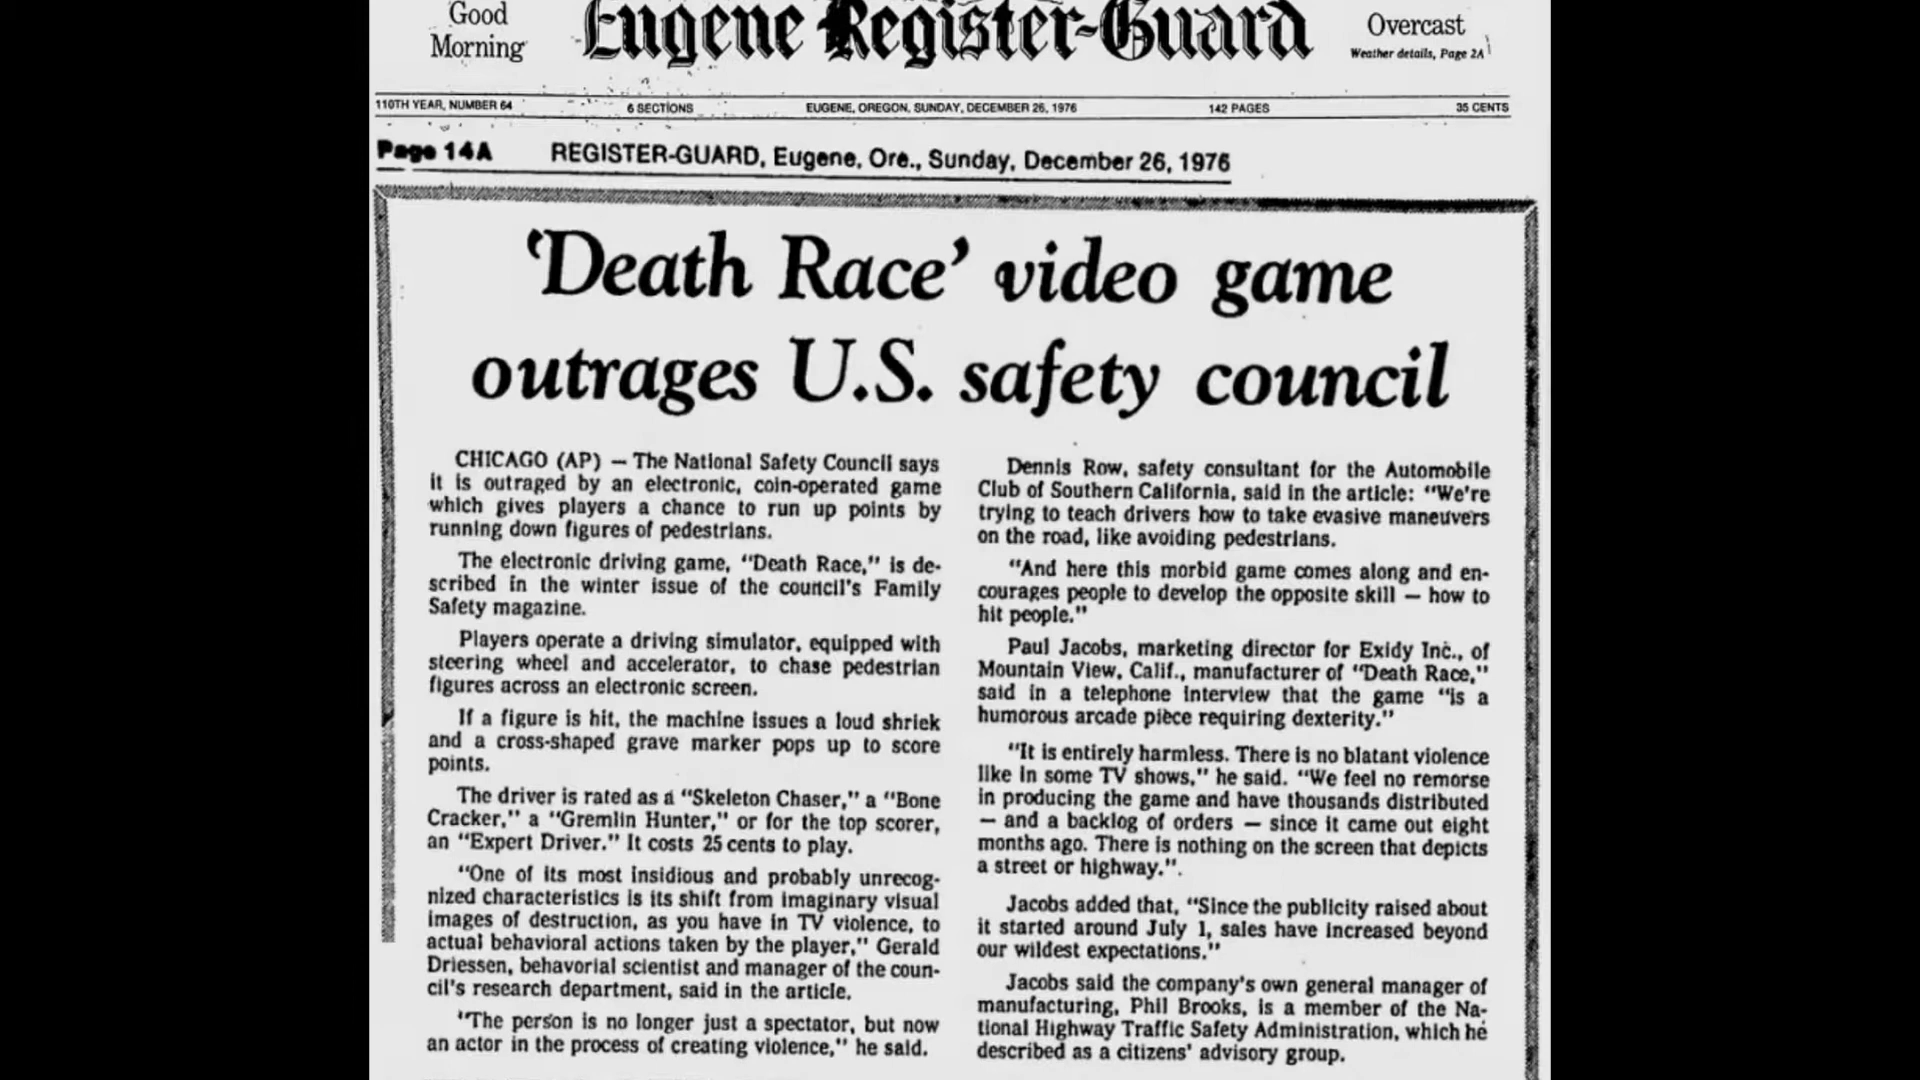 Good
Morning
Eugene Register-Guard
Overcast
Weather details, Page 2A
110TH YEAR, NUMBER 64
6 SECTIONS
EUGENE, OREGON, SUNDAY, DECEMBER 26, 1976
142 PAGES
35 CENTS
Page 14A
REGISTER-GUARD, Eugene, Ore., Sunday, December 26, 1976
'Death Race' video game
outrages U.S. safety council
CHICAGO (AP) — The National Safety Council says
it is outraged by an electronic, coin-operated game
which gives players a chance to run up points by
running down figures of pedestrians.
The electronic driving game, "Death Race," is de-
scribed in the winter issue of the council's Family
Safety magazine.
Players operate a driving simulator, equipped with
steering wheel and accelerator, to chase pedestrian
figures across an electronic screen.
If a figure is hit, the machine issues a loud shriek
and a cross-shaped grave marker pops up to score
points.
The driver is rated as a "Skeleton Chaser," a "Bone
Cracker," a "Gremlin Hunter," or for the top scorer,
an "Expert Driver." It costs 25 cents to play.
"One of its most insidious and probably unrecog-
nized characteristics is its shift from imaginary visual
images of destruction, as you have in TV violence, to
actual behavioral actions taken by the player," Gerald
Driessen, behavorial scientist and manager of the coun-
cil's research department, said in the article.
"The person is no longer just a spectator, but now
an actor in the process of creating violence," he said.
Dennis Row, safety consultant for the Automobile
Club of Southern California, said in the article: "We're
trying to teach drivers how to take evasive maneuvers
on the road, like avoiding pedestrians.
"And here this morbid game comes along and en-
courages people to develop the opposite skill — how to
hit people."
Paul Jacobs, marketing director for Exidy Inc., of
Mountain View, Calif., manufacturer of "Death Race,"
said in a telephone interview that the game "is a
humorous arcade piece requiring dexterity."
"It is entirely harmless. There is no blatant violence
like in some TV shows," he said. "We feel no remorse
in producing the game and have thousands distributed
— and a backlog of orders — since it came out eight
months ago. There is nothing on the screen that depicts
a street or highway.".
Jacobs added that, "Since the publicity raised about
it started around July 1, sales have increased beyond
our wildest expectations."
Jacobs said the company's own general manager of
manufacturing, Phil Brooks, is a member of the Na-
tional Highway Traffic Safety Administration, which he
described as a citizens' advisory group.